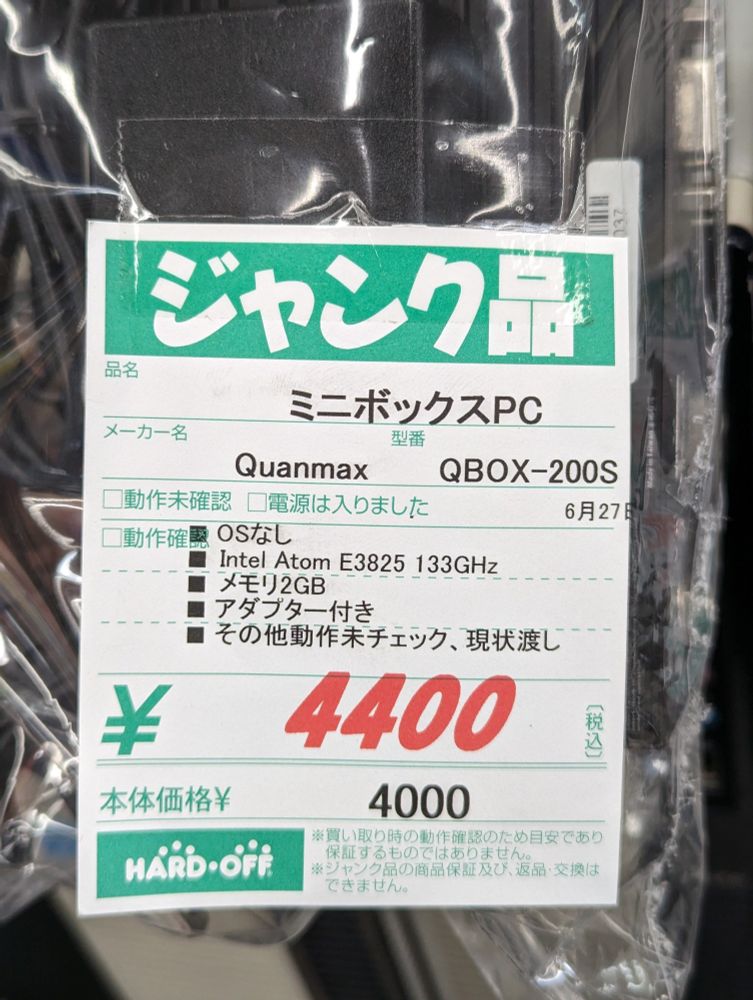 ジャンク品
品名
ミニボックスPC
メーカー名 型番
Quanmax QBOX-200S
□動作未確認 □電源は入りました
6月27日
□動作確認
■ OSなし
■ Intel Atom E3825 133GHz
■ メモリ2GB
■ アダプター付き
■ その他動作未チェック、現状渡し
¥ 4400 (税込)
本体価格¥ 4000
HARD・OFF
※買い取り時の動作確認のため目安であり
保証するものではありません。
※ジャンク品の商品保証及び、返品・交換は
できません。